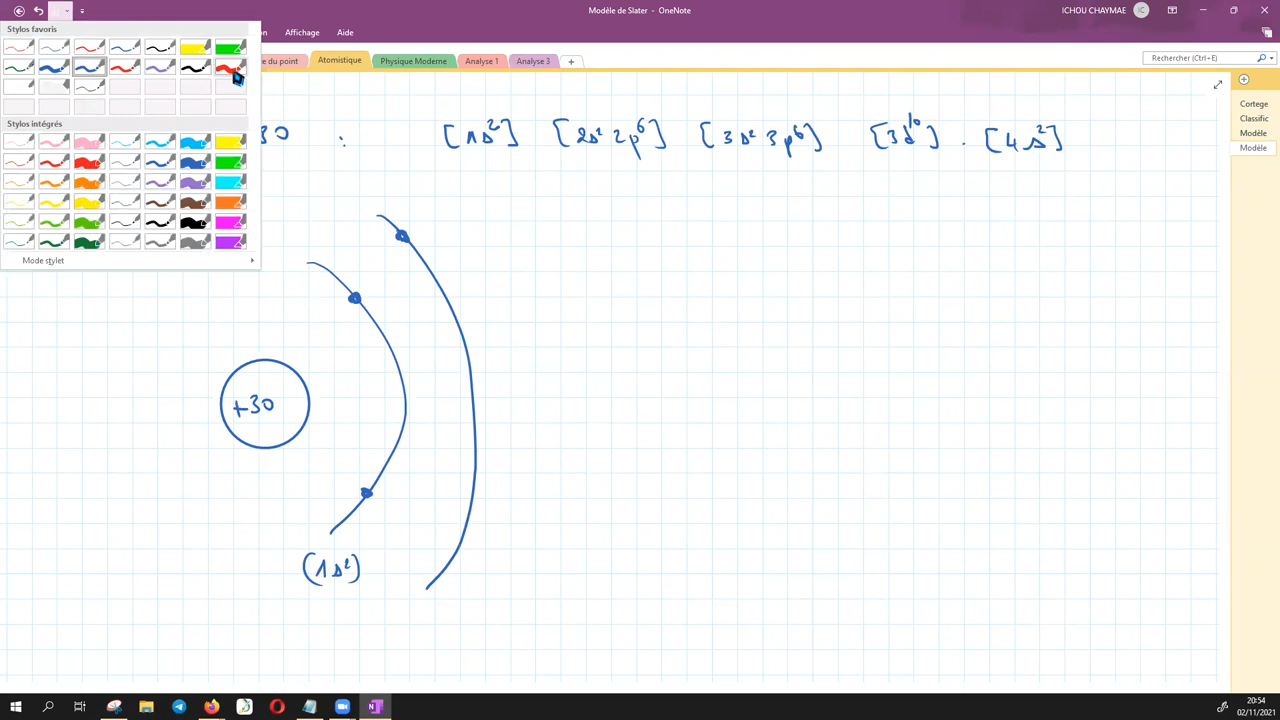 Modèle de Slater - OneNote
ICHOU CHAYMAE
IC
Stylos favoris
Affichage
Aide
du point
Atomistique
Physique Moderne
Analyse 1
Analyse 3
+
Rechercher (Ctrl+E)
Cortege
Classific
Modèle
Modèle
Stylos intégrés
Mode stylet
30 : [1s²] [2s² 2p⁶] [3s² 3p⁶] [3d¹⁰] . [4s²]
+30
(1s²)
20:54
02/11/2021